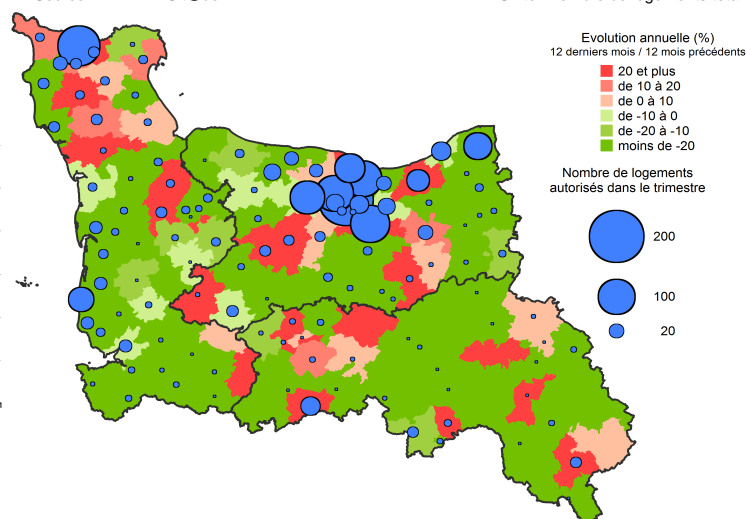 Evolution annuelle (%)
12 derniers mois / 12 mois précédents
20 et plus
de 10 à 20
de 0 à 10
de -10 à 0
de -20 à -10
moins de -20
Nombre de logements
autorisés dans le trimestre
200
100
20